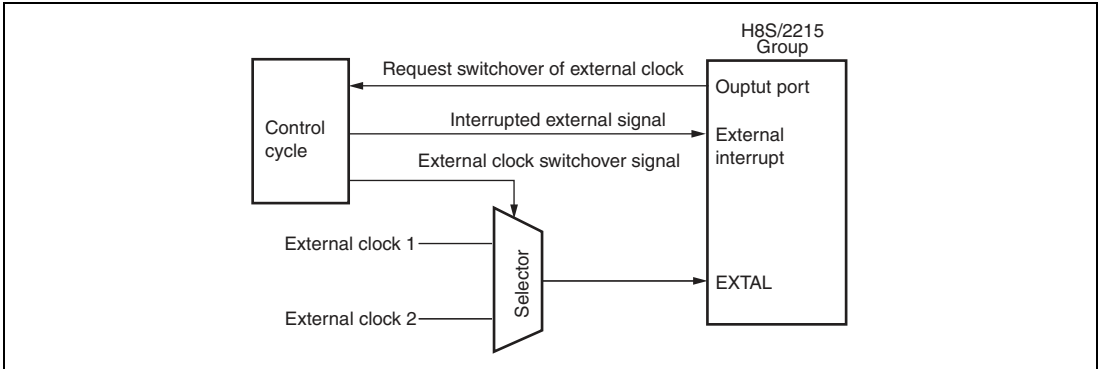 H8S/2215
Group
Request switchover of external clock
Ouptut port
Control
cycle
Interrupted external signal
External
interrupt
External clock switchover signal
External clock 1
Selector
EXTAL
External clock 2